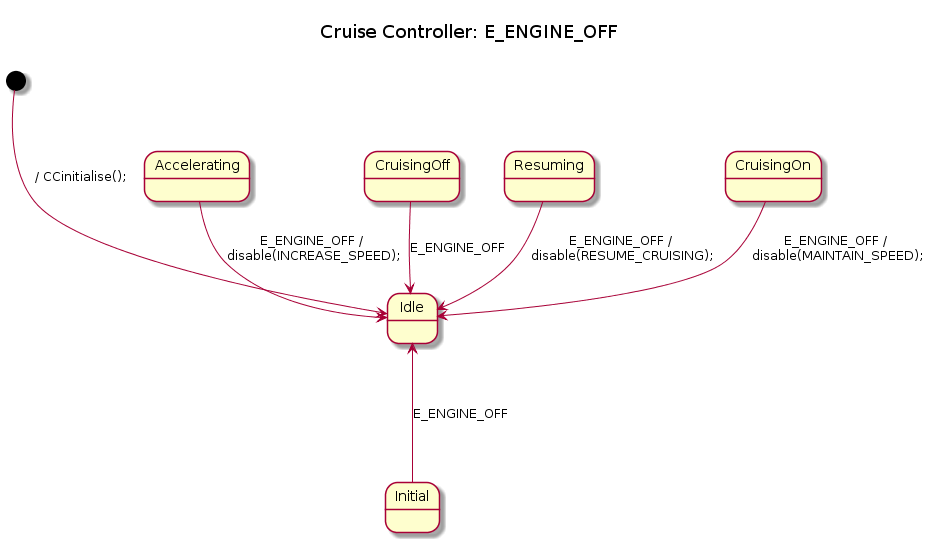 Cruise Controller: E_ENGINE_OFF
Accelerating
CruisingOff
Resuming
CruisingOn
/ CCinitialise();
E_ENGINE_OFF /
disable(INCREASE_SPEED);
E_ENGINE_OFF
E_ENGINE_OFF /
disable(RESUME_CRUISING);
E_ENGINE_OFF /
disable(MAINTAIN_SPEED);
Idle
E_ENGINE_OFF
Initial